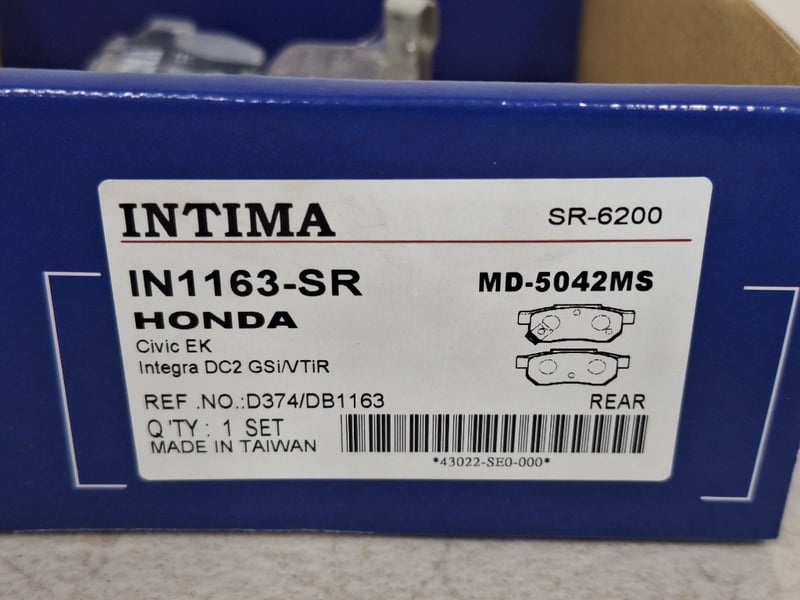 INTIMA SR-6200
IN1163-SR MD-5042MS
HONDA
Civic EK
Integra DC2 GSi/VTiR
REF .NO.:D374/DB1163 REAR
Q'TY : 1 SET
MADE IN TAIWAN
*43022-SE0-000*